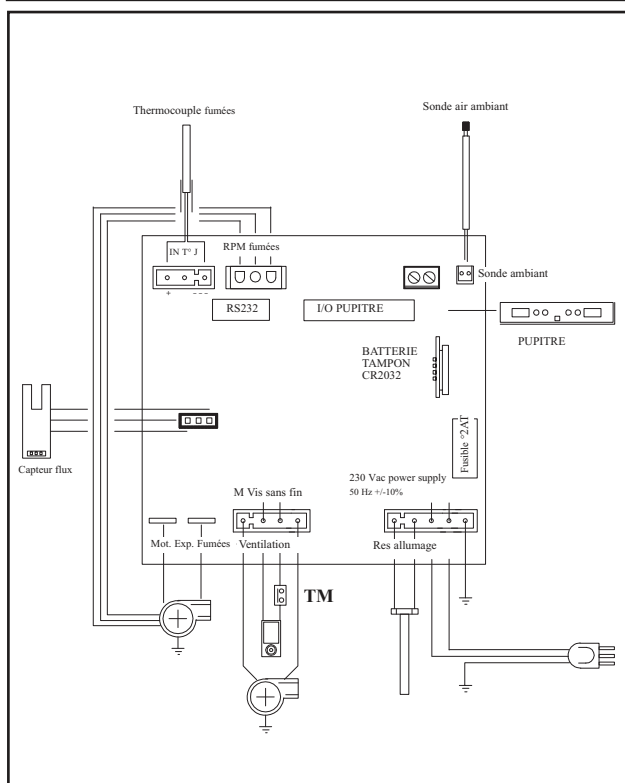 Thermocouple fumées
Sonde air ambiant
IN T° J
RPM fumées
Sonde ambiant
+
- - -
RS232
I/O PUPITRE
PUPITRE
BATTERIE
TAMPON
CR2032
Fusible °2AT
Capteur flux
230 Vac power supply
50 Hz +/-10%
M Vis sans fin
Mot. Exp. Fumées
Ventilation
Res allumage
TM